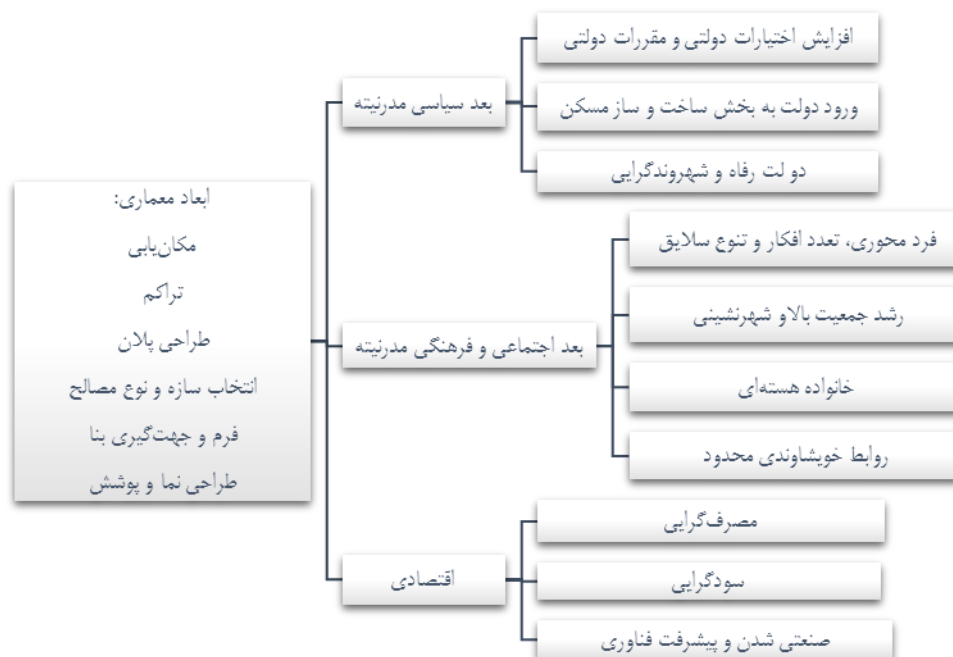 افزایش اختیارات دولتی و مقررات دولتی
بعد سیاسی مدرنیته
ورود دولت به بخش ساخت و ساز مسکن
دو لت رفاه و شهروندگرایی
ابعاد معماری:
مکان‌یابی
تراکم
طراحی پلان
انتخاب سازه و نوع مصالح
فرم و جهت‌گیری بنا
طراحی نما و پوشش
فرد محوری، تعدد افکار و تنوع سلایق
رشد جمعیت بالاو شهرنشینی
بعد اجتماعی و فرهنگی مدرنیته
خانواده هسته‌ای
روابط خویشاوندی محدود
مصرف‌گرایی
اقتصادی
سودگرایی
صنعتی شدن و پیشرفت فناوری